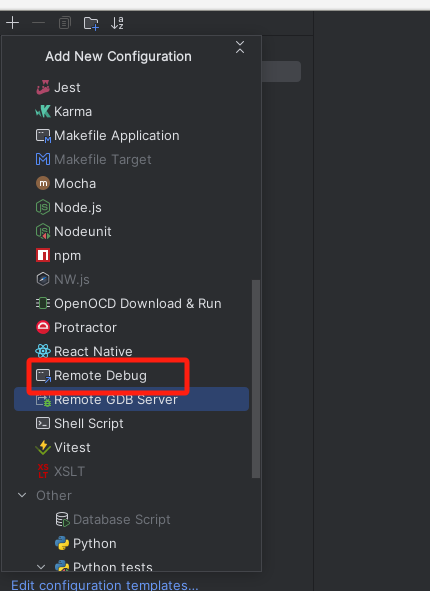 Add New Configuration
Jest
Karma
Makefile Application
Makefile Target
Mocha
Node.js
Nodeunit
npm
NW.js
OpenOCD Download & Run
Protractor
React Native
Remote Debug
Remote GDB Server
Shell Script
Vitest
XSLT
Other
Database Script
Python
Python tests
Edit configuration templates...